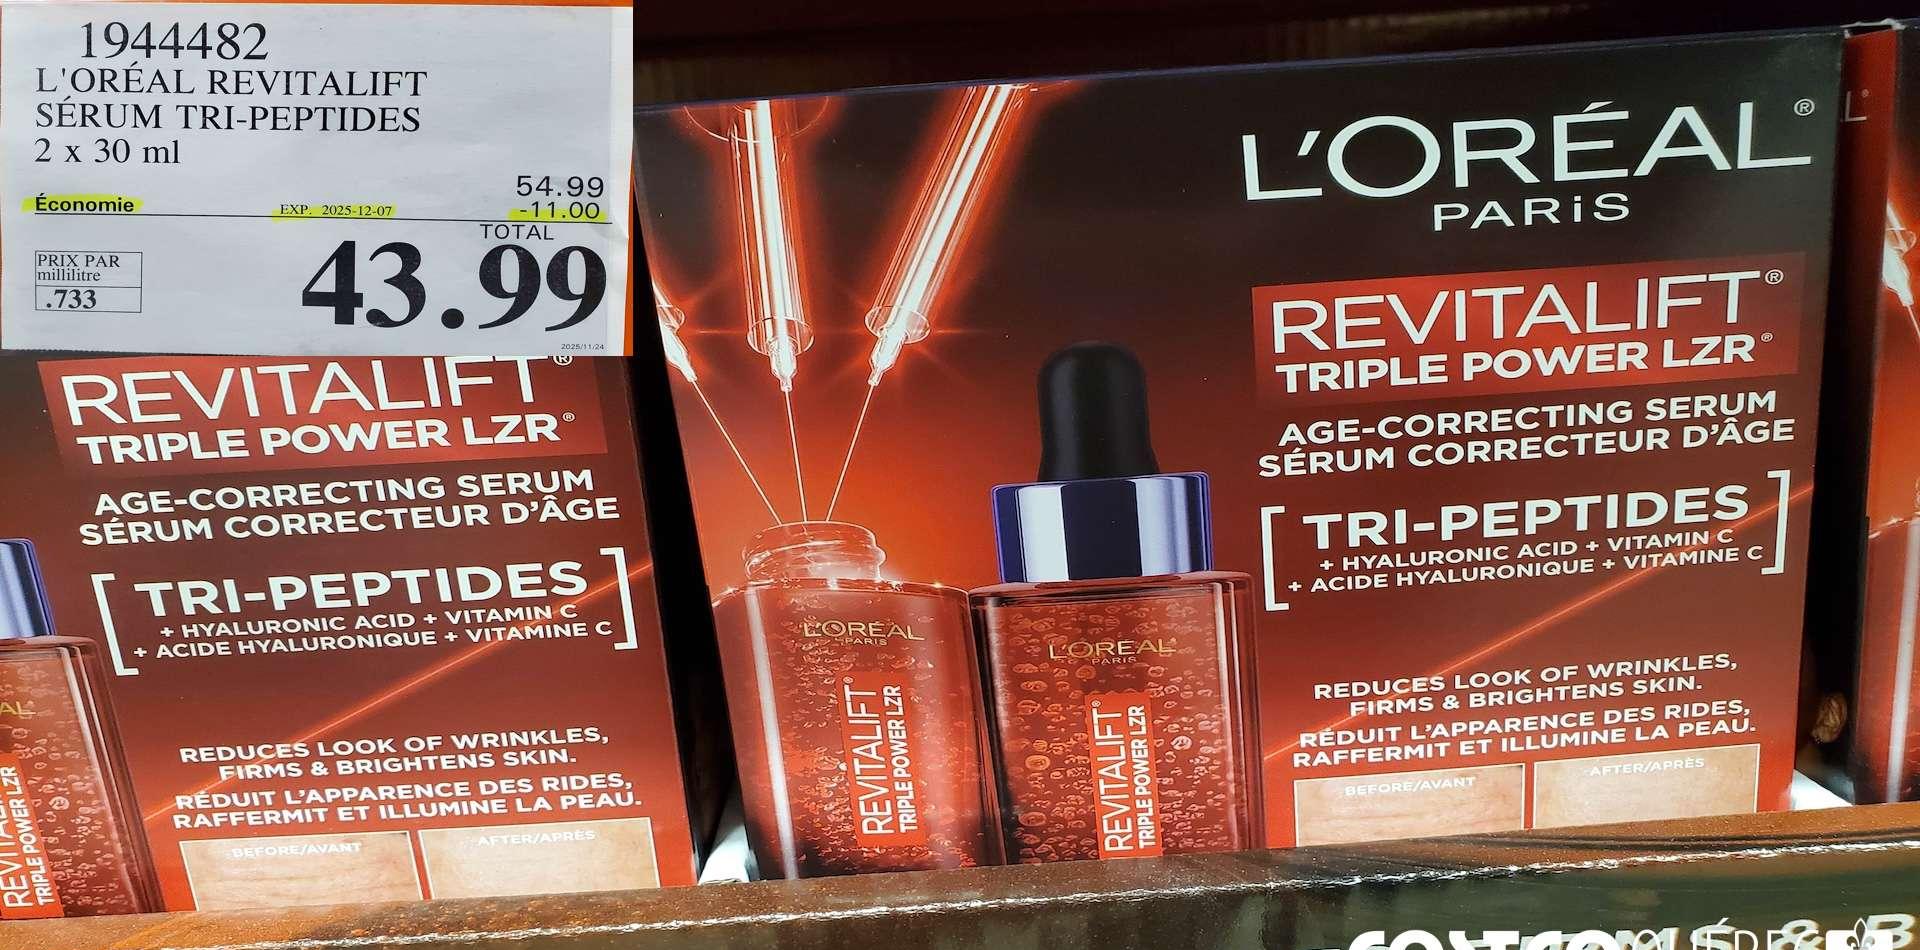 1944482
L'ORÉAL REVITALIFT
SÉRUM TRI-PEPTIDES
2 x 30 ml
54.99
Économie EXP. 2025-12-07 -11.00
TOTAL
PRIX PAR
millilitre
.733
43.99
2025/11/24
REVITALIFT®
TRIPLE POWER LZR®
AGE-CORRECTING SERUM
SÉRUM CORRECTEUR D'ÂGE
[TRI-PEPTIDES
+ HYALURONIC ACID + VITAMIN C
+ ACIDE HYALURONIQUE + VITAMINE C]
REDUCES LOOK OF WRINKLES,
FIRMS & BRIGHTENS SKIN.
RÉDUIT L'APPARENCE DES RIDES,
RAFFERMIT ET ILLUMINE LA PEAU.
BEFORE/AVANT
AFTER/APRÈS
TRIPLE POWER LZR
L'ORÉAL®
PARiS
REVITALIFT®
TRIPLE POWER LZR®
AGE-CORRECTING SERUM
SÉRUM CORRECTEUR D'ÂGE
[TRI-PEPTIDES
+ HYALURONIC ACID + VITAMIN C
+ ACIDE HYALURONIQUE + VITAMINE C]
REDUCES LOOK OF WRINKLES,
FIRMS & BRIGHTENS SKIN.
RÉDUIT L'APPARENCE DES RIDES,
RAFFERMIT ET ILLUMINE LA PEAU.
BEFORE/AVANT
AFTER/APRÈS
L'ORÉAL
PARIS
REVITALIFT®
TRIPLE POWER LZR
L'ORÉAL
PARIS
REVITALIFT®
TRIPLE POWER LZR